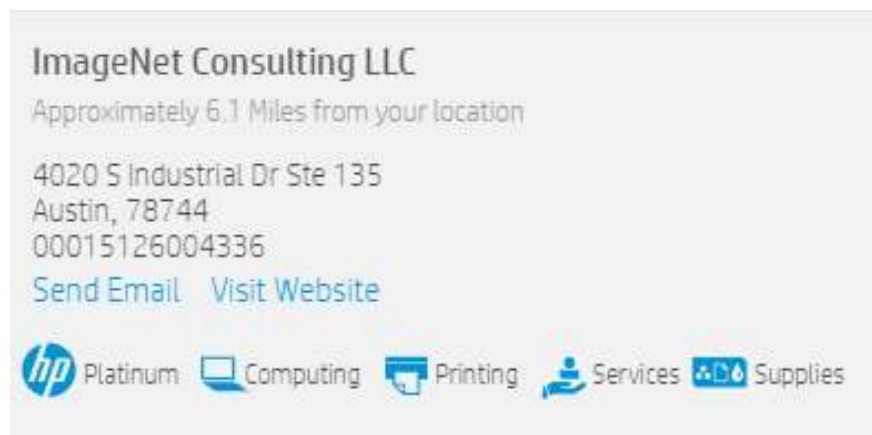 ImageNet Consulting LLC
Approximately 6.1 Miles from your location
4020 S Industrial Dr Ste 135
Austin, 78744
00015126004336
Send Email Visit Website
hp Platinum Computing Printing Services Supplies